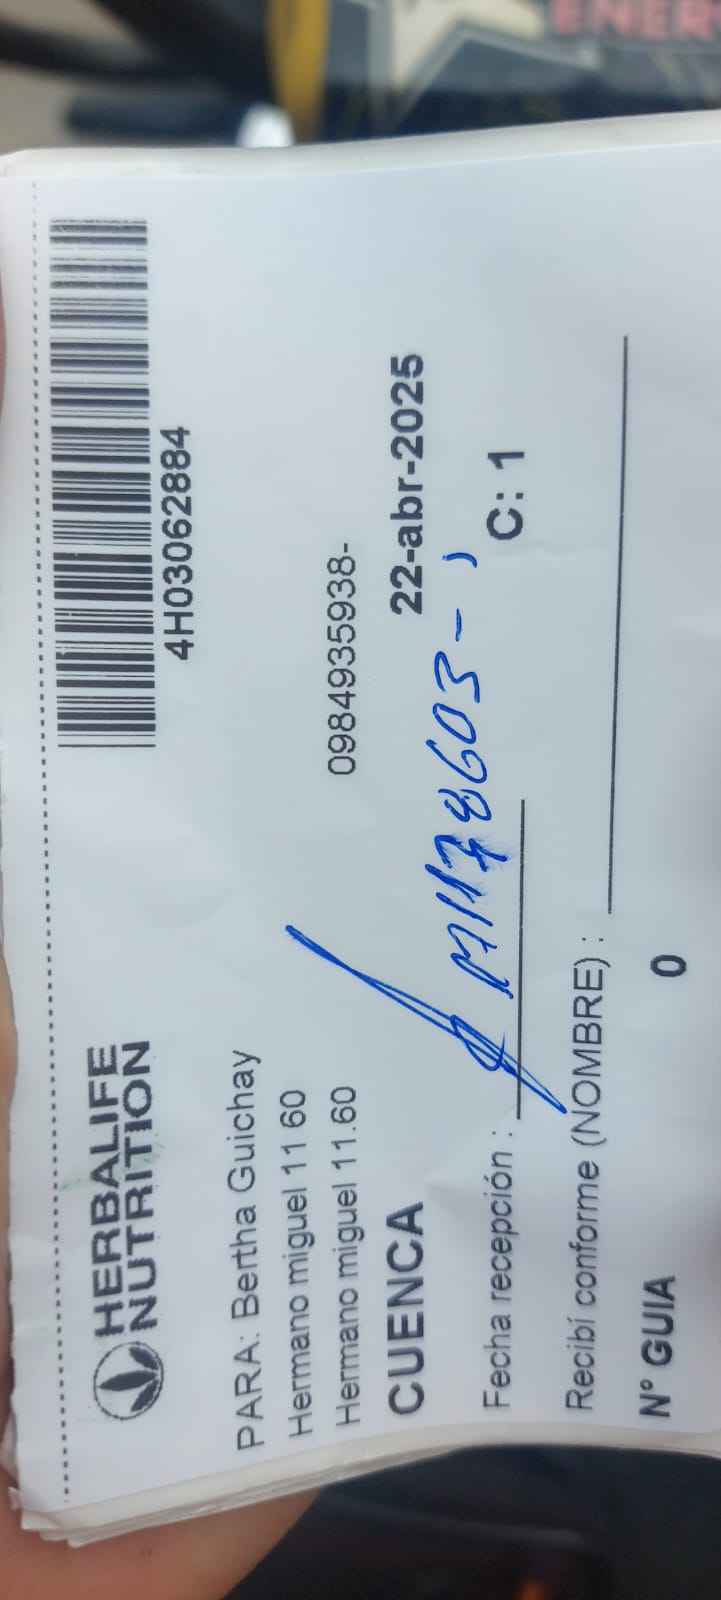 HERBALIFE
NUTRITION
4H03062884
PARA: Bertha Guichay
Hermano miguel 11 60
Hermano miguel 11.60 0984935938-
CUENCA 22-abr-2025
Fecha recepción : C: 1
Recibí conforme (NOMBRE) :
N° GUIA 0